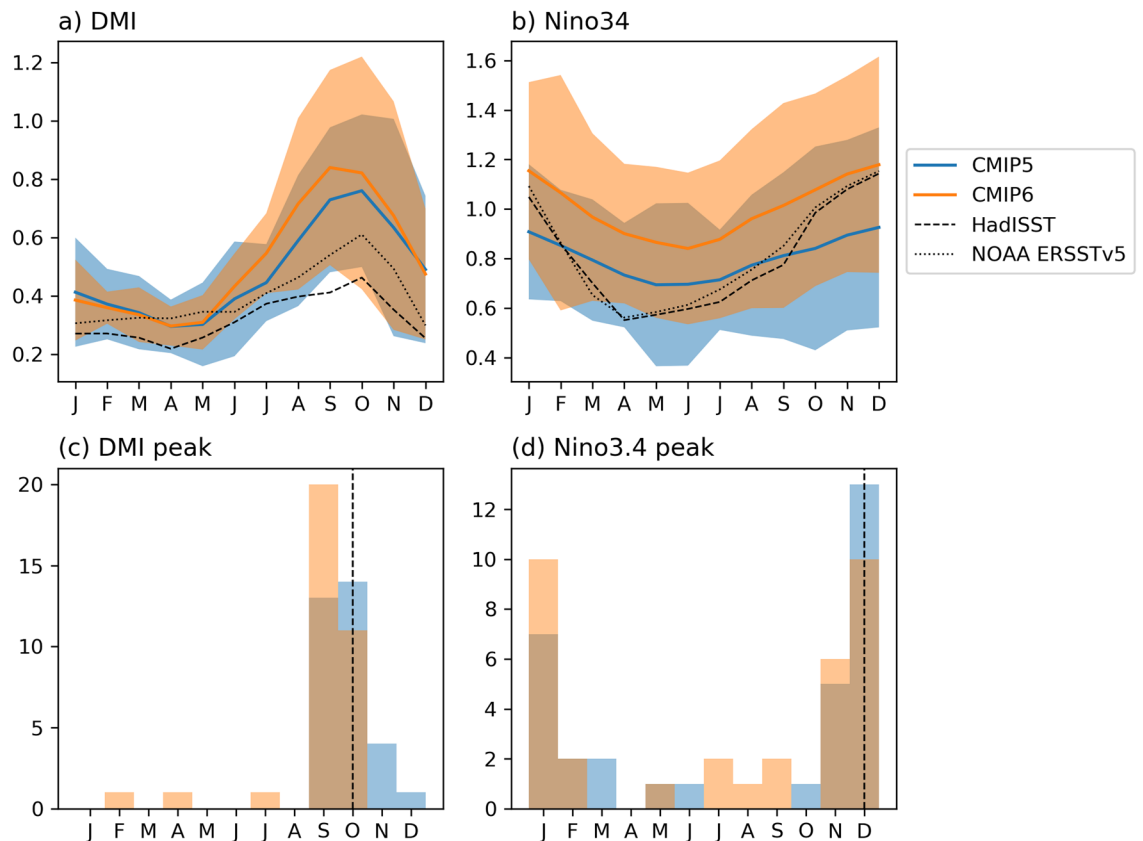 a) DMI
1.2
1.0
0.8
0.6
0.4
0.2
J F M A M J J A S O N D
b) Nino34
1.6
1.4
1.2
1.0
0.8
0.6
0.4
J F M A M J J A S O N D
CMIP5
CMIP6
HadISST
NOAA ERSSTv5
(c) DMI peak
20
15
10
5
0
J F M A M J J A S O N D
(d) Nino3.4 peak
12
10
8
6
4
2
0
J F M A M J J A S O N D